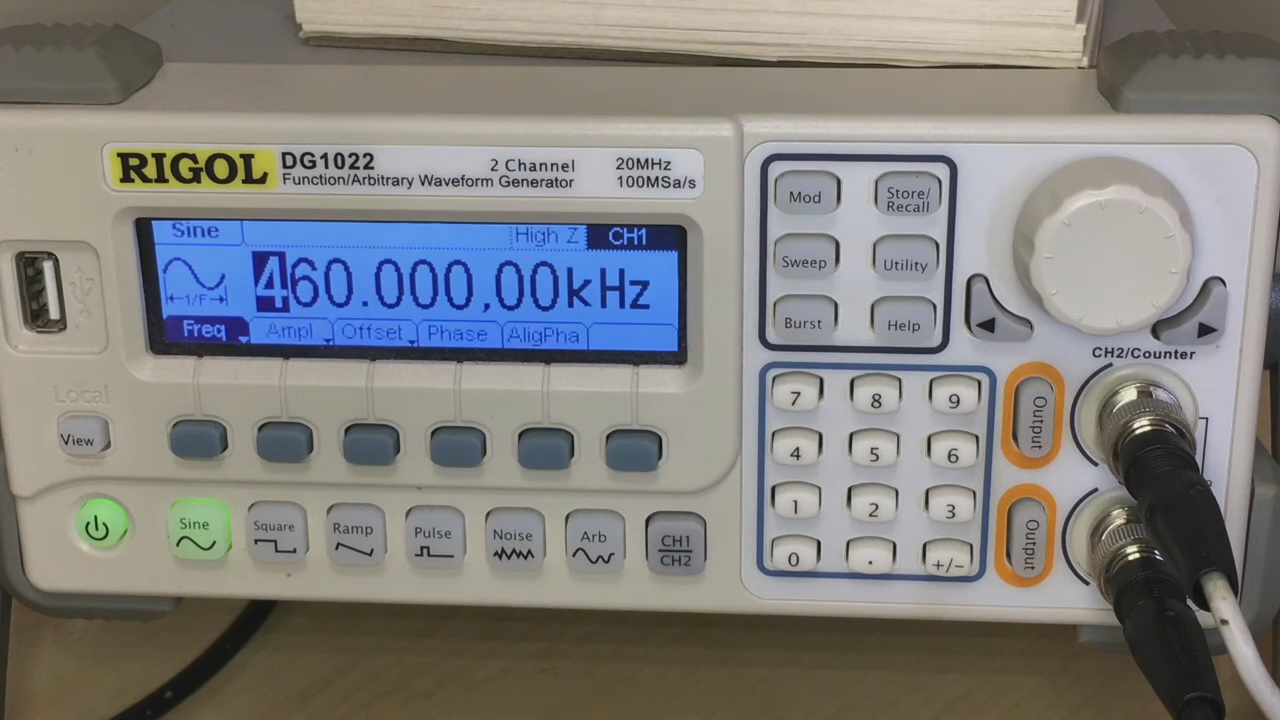 RIGOL DG1022 2 Channel 20MHz
Function/Arbitrary Waveform Generator 100MSa/s
Sine High Z CH1
460.000,00kHz
1/F
Freq Ampl Offset Phase AligPha
Local
View
Sine
Square
Ramp
Pulse
Noise
Arb
CH1
CH2
Mod
Store/
Recall
Sweep
Utility
Burst
Help
7 8 9
4 5 6
1 2 3
0 . +/-
CH2/Counter
Output
Output